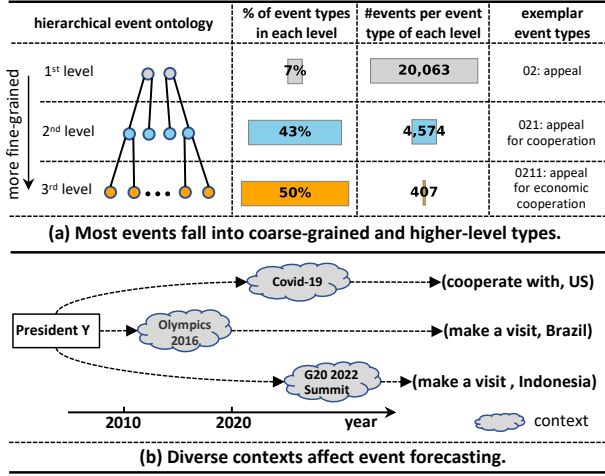 hierarchical event ontology
% of event types
in each level
#events per event
type of each level
exemplar
event types
more fine-grained
1st level
7%
20,063
02: appeal
2nd level
43%
4,574
021: appeal
for cooperation
3rd level
50%
407
0211: appeal
for economic
cooperation
(a) Most events fall into coarse-grained and higher-level types.
Covid-19
(cooperate with, US)
President Y
Olympics
2016
(make a visit, Brazil)
G20 2022
Summit
(make a visit , Indonesia)
2010
2020
year
context
(b) Diverse contexts affect event forecasting.